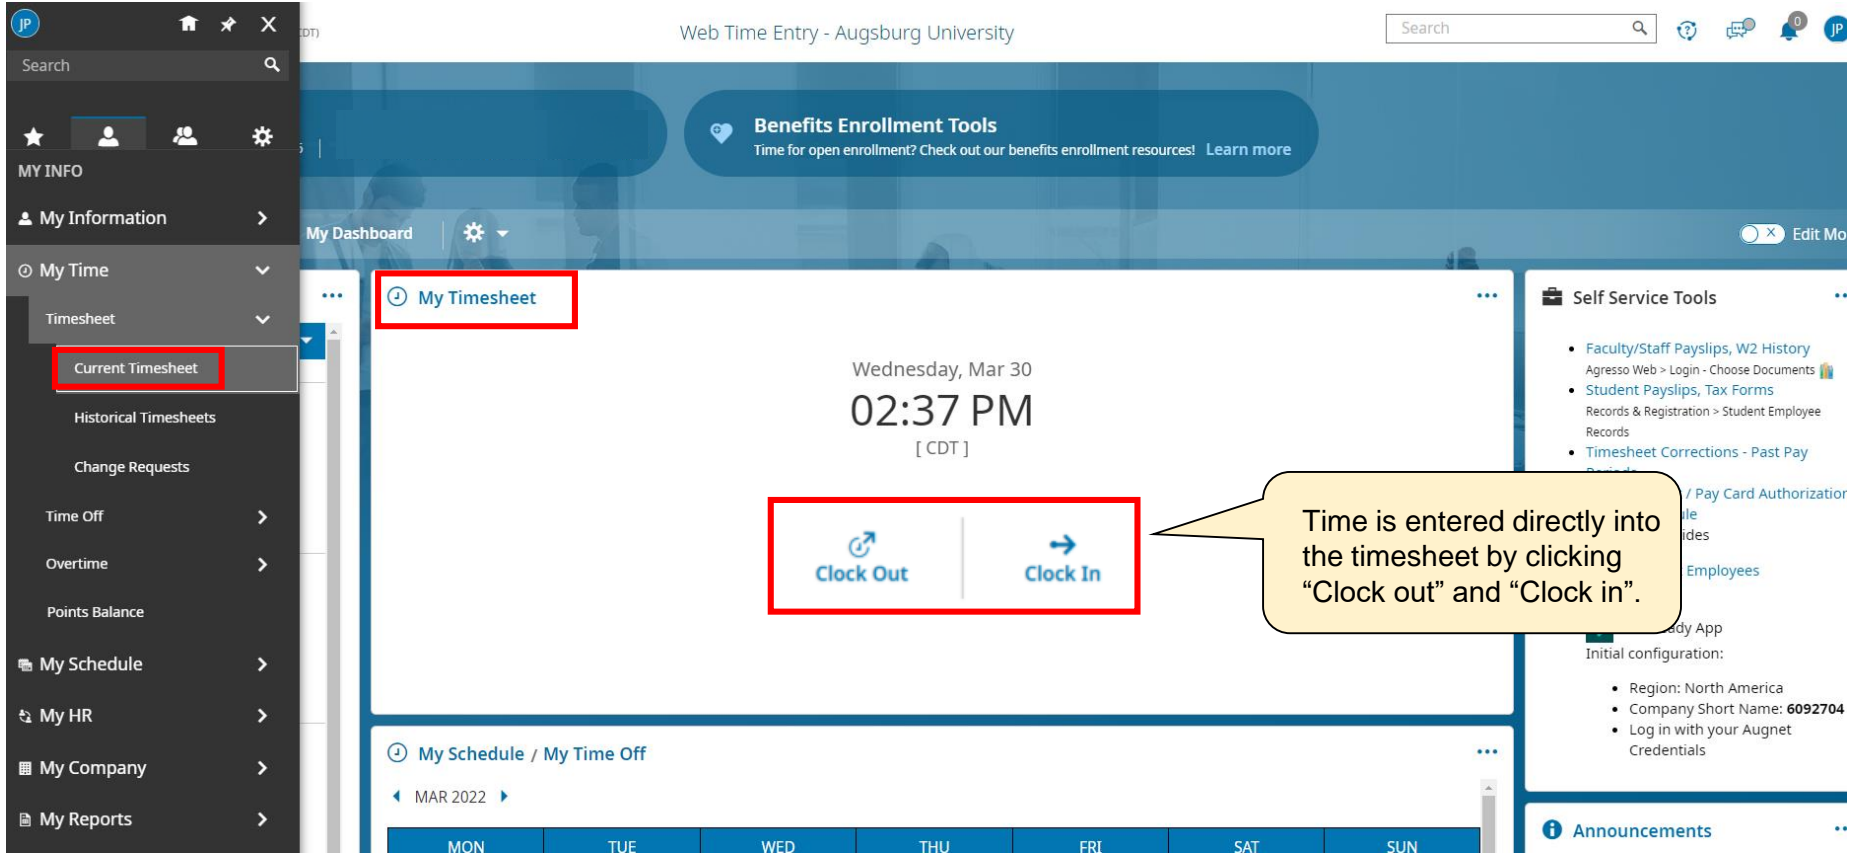 JP
Search
MY INFO
My Information
My Time
Timesheet
Current Timesheet
Historical Timesheets
Change Requests
Time Off
Overtime
Points Balance
My Schedule
My HR
My Company
My Reports
CDT)
Web Time Entry - Augsburg University
Search
0
JP
Benefits Enrollment Tools
Time for open enrollment? Check out our benefits enrollment resources! Learn more
My Dashboard
Edit Mo
My Timesheet
Wednesday, Mar 30
02:37 PM
[ CDT ]
Clock Out
Clock In
Time is entered directly into
the timesheet by clicking
“Clock out” and “Clock in”.
My Schedule / My Time Off
MAR 2022
MON TUE WED THU FRI SAT SUN
Self Service Tools
Faculty/Staff Payslips, W2 History
Agresso Web > Login - Choose Documents
Student Payslips, Tax Forms
Records & Registration > Student Employee
Records
Timesheet Corrections - Past Pay
/ Pay Card Authorization
ule
ides
Employees
ady App
Initial configuration:
Region: North America
Company Short Name: 6092704
Log in with your Augnet
Credentials
Announcements